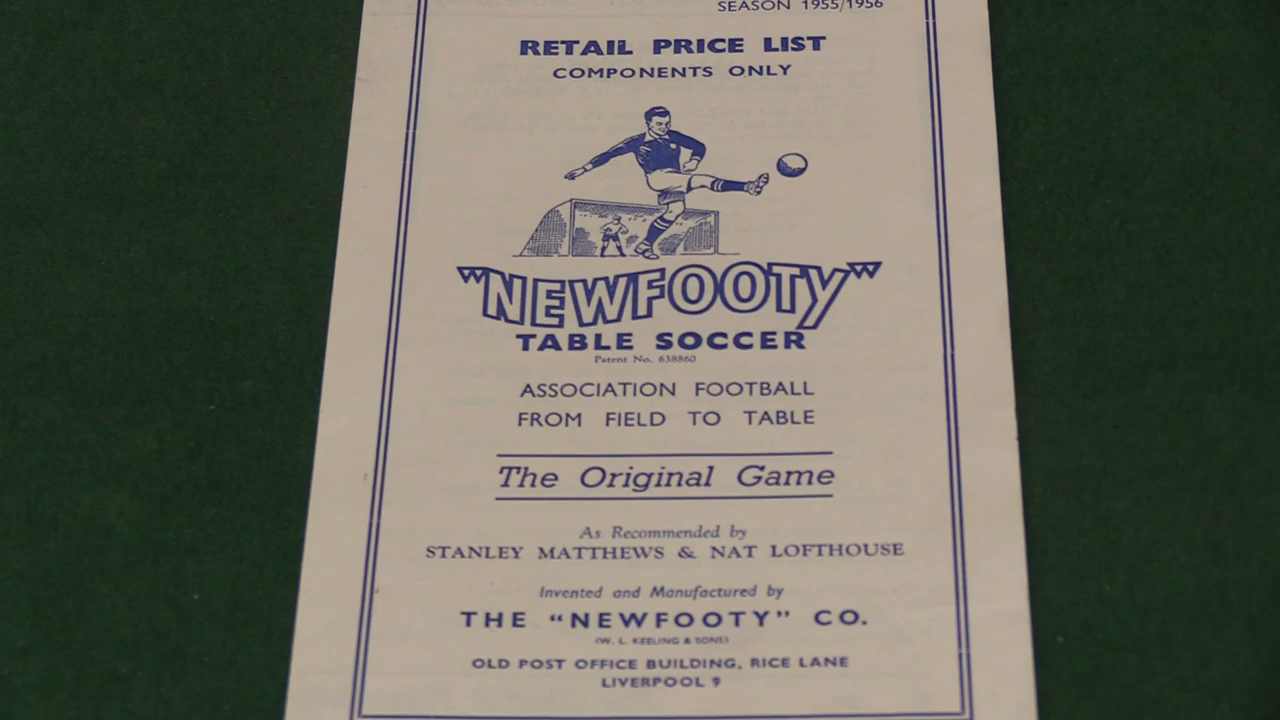 SEASON 1955/1956
RETAIL PRICE LIST
COMPONENTS ONLY
"NEWFOOTY"
TABLE SOCCER
Patent No. 638860
ASSOCIATION FOOTBALL
FROM FIELD TO TABLE
The Original Game
As Recommended by
STANLEY MATTHEWS & NAT LOFTHOUSE
Invented and Manufactured by
THE "NEWFOOTY" CO.
(W. L. KEELING & SONS)
OLD POST OFFICE BUILDING, RICE LANE
LIVERPOOL 9